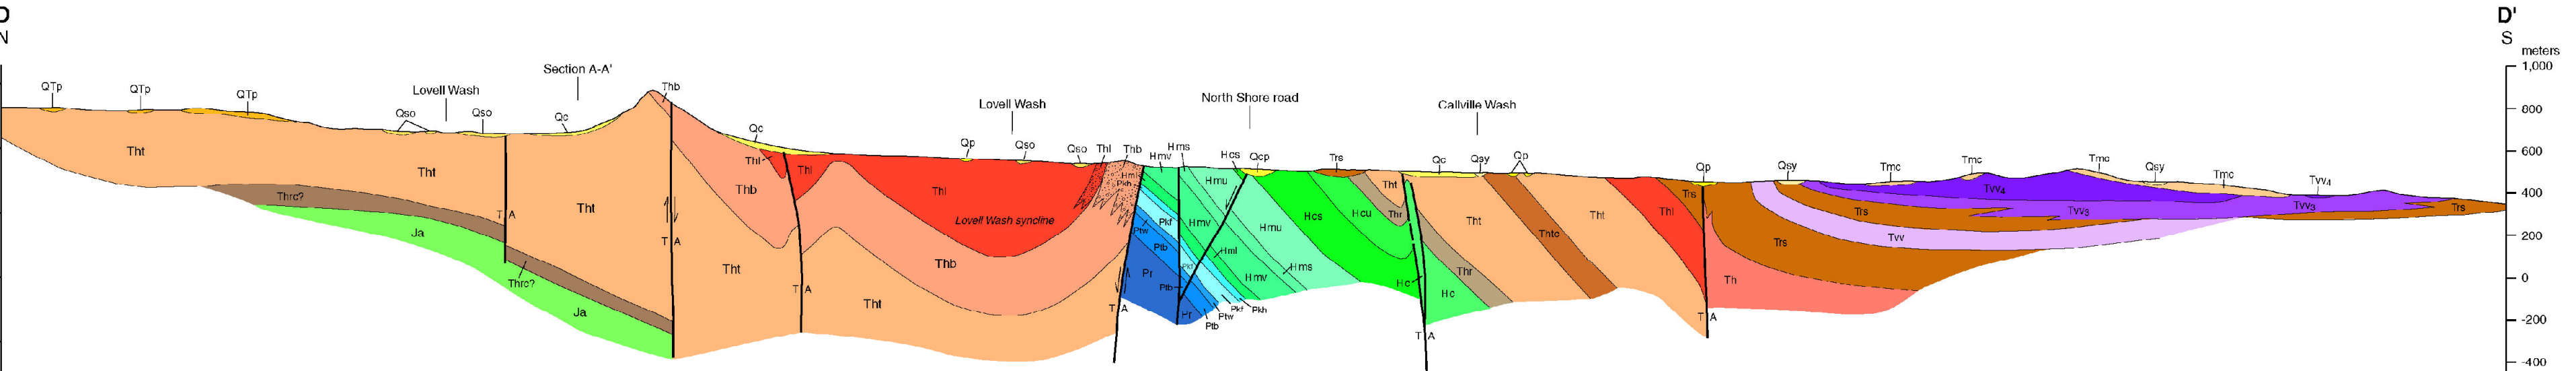 D
N
D'
S
meters
1,000
800
600
400
200
0
-200
-400
Section A-A'
Lovell Wash
Lovell Wash
North Shore road
Callville Wash
QTp
QTp
QTp
Qso
Qso
Qc
Thb
Qc
Qp
Qso
Qso
Thl
Thb
Hmv
Hms
Hcs
Qcp
Trs
Qc
Qsy
Qp
Qp
Qsy
Tmc
Tmc
Tmc
Qsy
Tmc
Tvv4
Tht
Tht
Thrc?
Ja
T A
Tht
Thrc?
Ja
T A
Tht
Thb
Thl
Thl
T A
Tht
Thl
Lovell Wash syncline
Thb
Hml
Pkh
Pkf
Ptw
Ptb
Pr
T A
Hmu
Hmv
Hmu
Hml
Hms
Hmv
Pkf
Ptb
Pr
Ptb
Ptw
Pkf
Pkh
Hcs
Hcu
Tht
Thr
Hc
Hc
T A
Tht
Thr
Thtc
Tht
Thl
Trs
T A
Th
Trs
Trs
Tvv
Tvv4
Tvv3
Tvv3
Trs